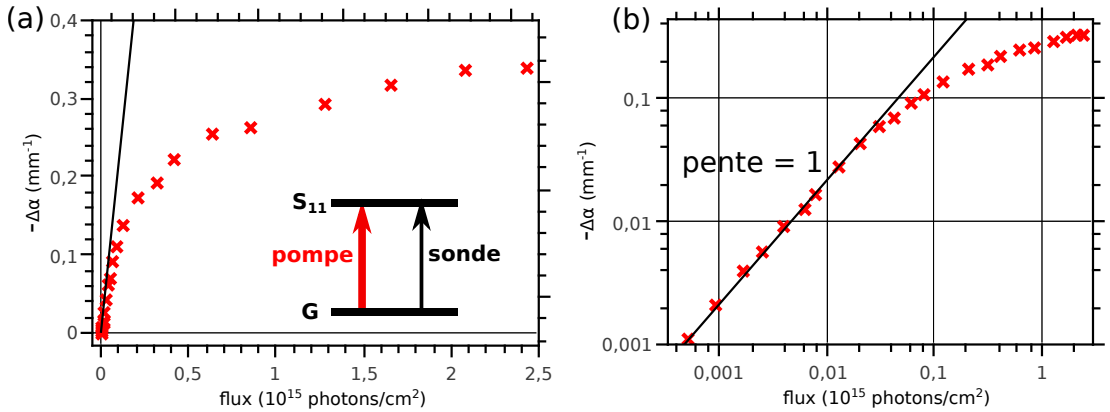 (a)
0,4
0,3
0,2
0,1
0
-Δα (mm⁻¹)
S₁₁
pompe
sonde
G
0 0,5 1 1,5 2 2,5
flux (10¹⁵ photons/cm²)
(b)
0,1
0,01
0,001
-Δα (mm⁻¹)
pente = 1
0,001 0,01 0,1 1
flux (10¹⁵ photons/cm²)